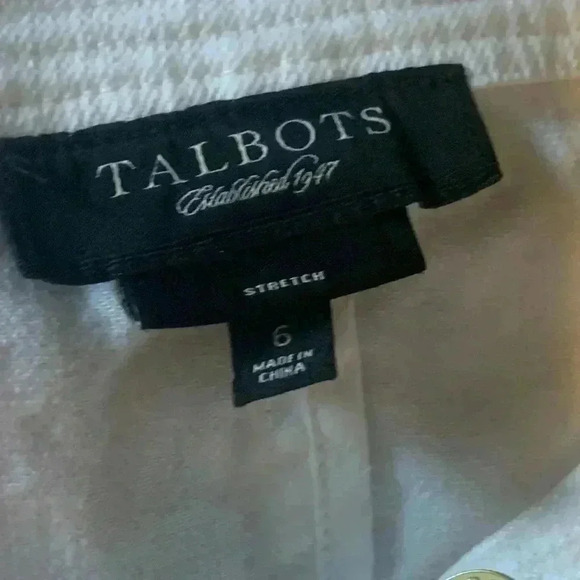 TALBOTS
Established 1947
STRETCH
6
MADE IN
CHINA